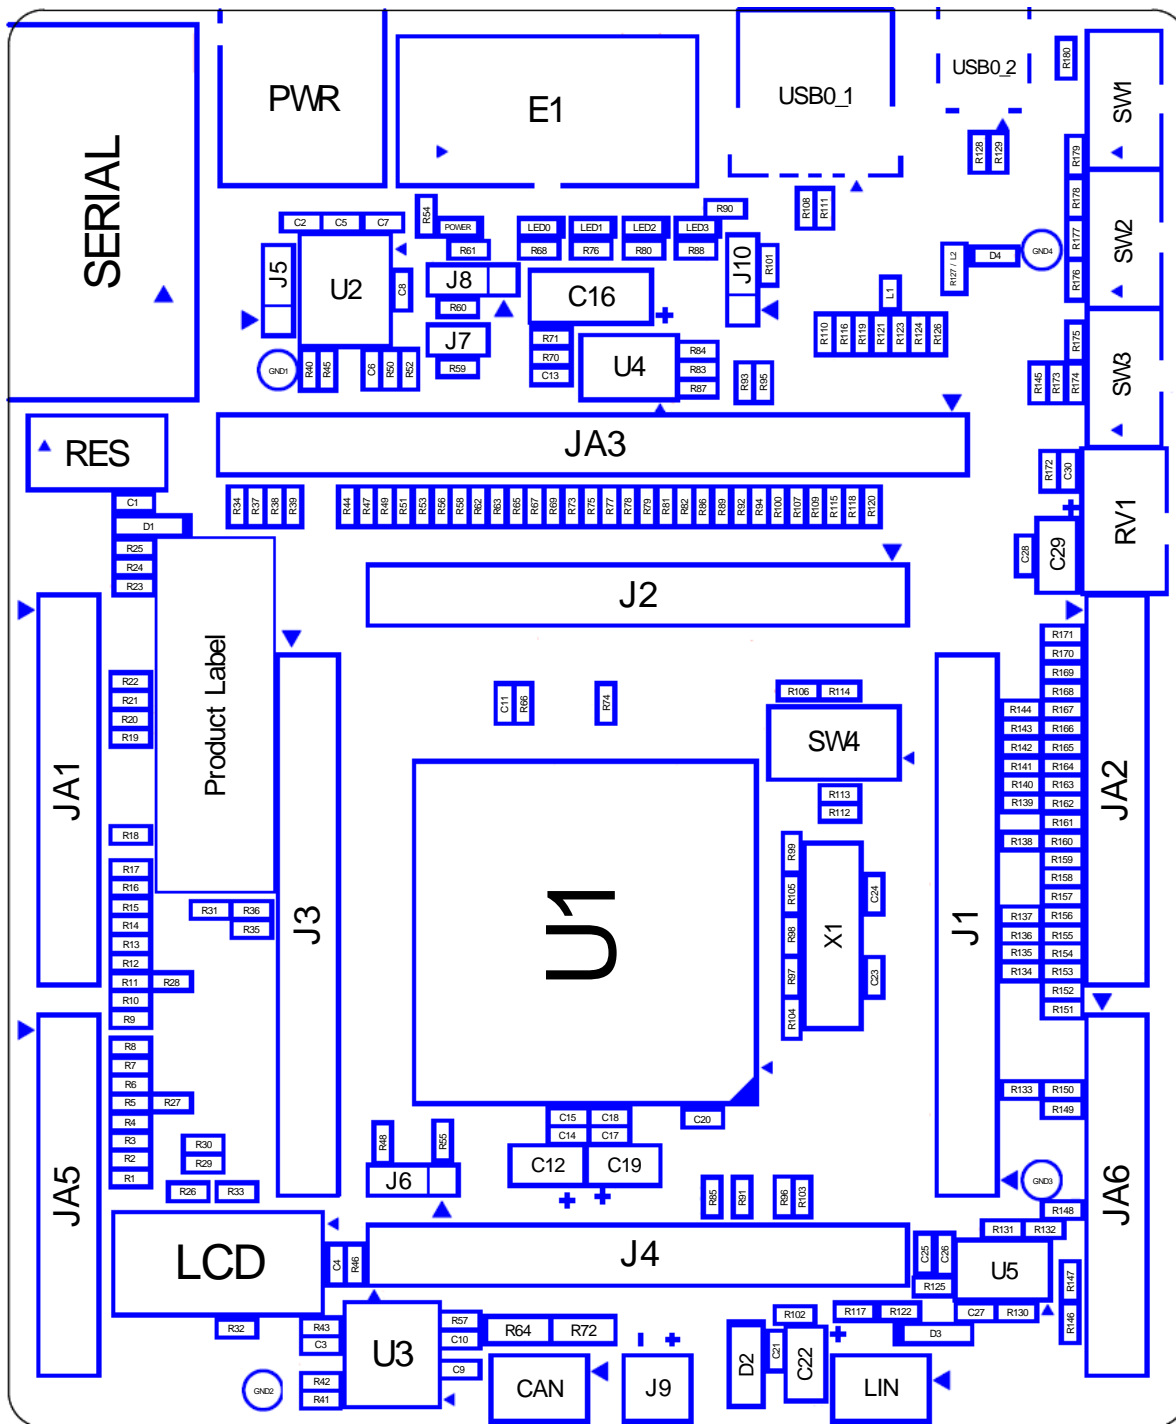 PWR
E1
USB0_1
USB0_2
R180
SW1
SERIAL
R128
R129
R179
R178
R177
R176
SW2
R54
POWER
R61
LED0
R68
LED1
R76
LED2
R80
LED3
R88
R90
R108
R111
C2
C5
C7
J5
U2
C8
J8
R60
J7
R59
C16
J10
R101
R127 / L2
D4
GND4
L1
R110
R116
R119
R121
R123
R124
R126
GND1
R40
R45
C6
R50
R52
R71
R70
C13
U4
R84
R83
R87
R93
R95
R175
R145
R173
R174
SW3
RES
JA3
R172
C30
RV1
C1
D1
R25
R24
R23
R34
R37
R38
R39
R44
R47
R49
R51
R53
R56
R58
R62
R63
R65
R67
R69
R73
R75
R77
R78
R79
R81
R82
R86
R89
R92
R94
R100
R107
R109
R115
R118
R120
C28
C29
J2
Product Label
JA1
R22
R21
R20
R19
R18
R17
R16
R15
R14
R13
R12
R11
R28
R10
R9
R31
R36
R35
J3
C11
R66
R74
R106
R114
SW4
R113
R112
U1
R99
R105
R98
R97
R104
X1
C24
C23
J1
R171
R170
R169
R168
R144
R167
R143
R166
R142
R165
R141
R164
R140
R163
R139
R162
R161
R138
R160
R159
R158
R157
R137
R156
R136
R155
R135
R154
R134
R153
R152
R151
JA2
JA5
R8
R7
R6
R5
R27
R4
R3
R2
R1
R30
R29
R26
R33
R48
R55
J6
C15
C18
C14
C17
C12
C19
C20
R85
R91
R96
R103
R133
R150
R149
GND3
R148
JA6
LCD
C4
R46
J4
C25
C26
R125
R131
R132
U5
C27
R130
R147
R146
R32
R43
C3
R42
R41
GND2
U3
R57
C10
C9
R64
R72
CAN
J9
D2
C21
R102
C22
R117
R122
D3
LIN